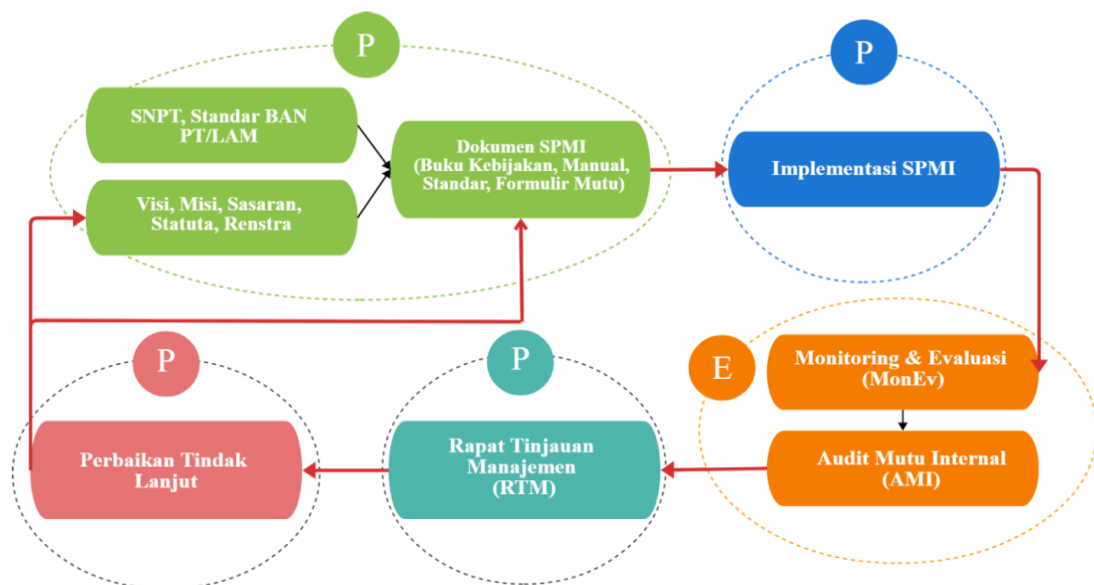 P
SNPT, Standar BAN
PT/LAM
Visi, Misi, Sasaran,
Statuta, Renstra
Dokumen SPMI
(Buku Kebijakan, Manual,
Standar, Formulir Mutu)
P
Implementasi SPMI
E
Monitoring & Evaluasi
(MonEv)
Audit Mutu Internal
(AMI)
P
Rapat Tinjauan
Manajemen
(RTM)
P
Perbaikan Tindak
Lanjut